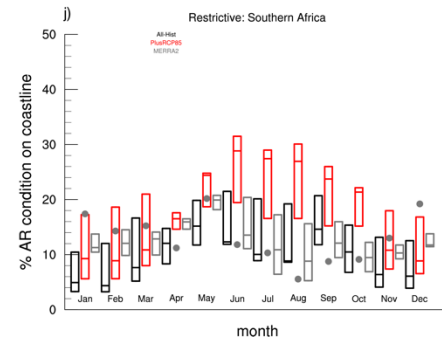 j)
Restrictive: Southern Africa
All-Hist
PlusRCP85
MERRA2
50
40
30
20
10
0
% AR condition on coastline
Jan Feb Mar Apr May Jun Jul Aug Sep Oct Nov Dec
month